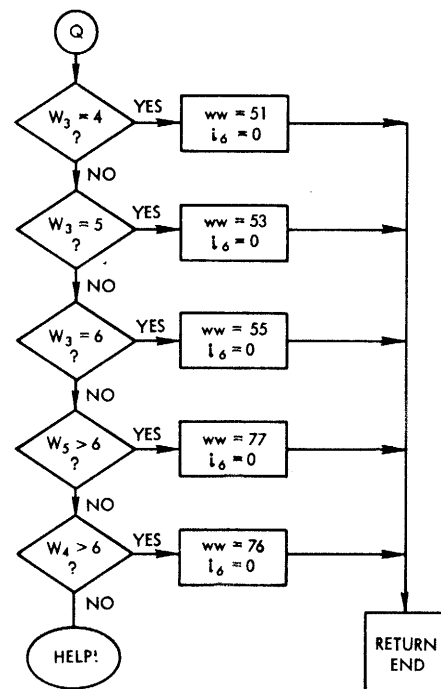 Q
W₃ = 4
?
YES
ww = 51
i₆ = 0
NO
W₃ = 5
?
YES
ww = 53
i₆ = 0
NO
W₃ = 6
?
YES
ww = 55
i₆ = 0
NO
W₅ > 6
?
YES
ww = 77
i₆ = 0
NO
W₄ > 6
?
YES
ww = 76
i₆ = 0
NO
HELP!
RETURN
END